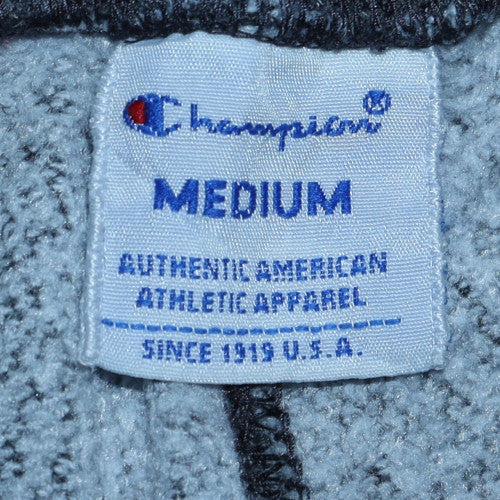 Champion®
MEDIUM
AUTHENTIC AMERICAN
ATHLETIC APPAREL
SINCE 1919 U.S.A.